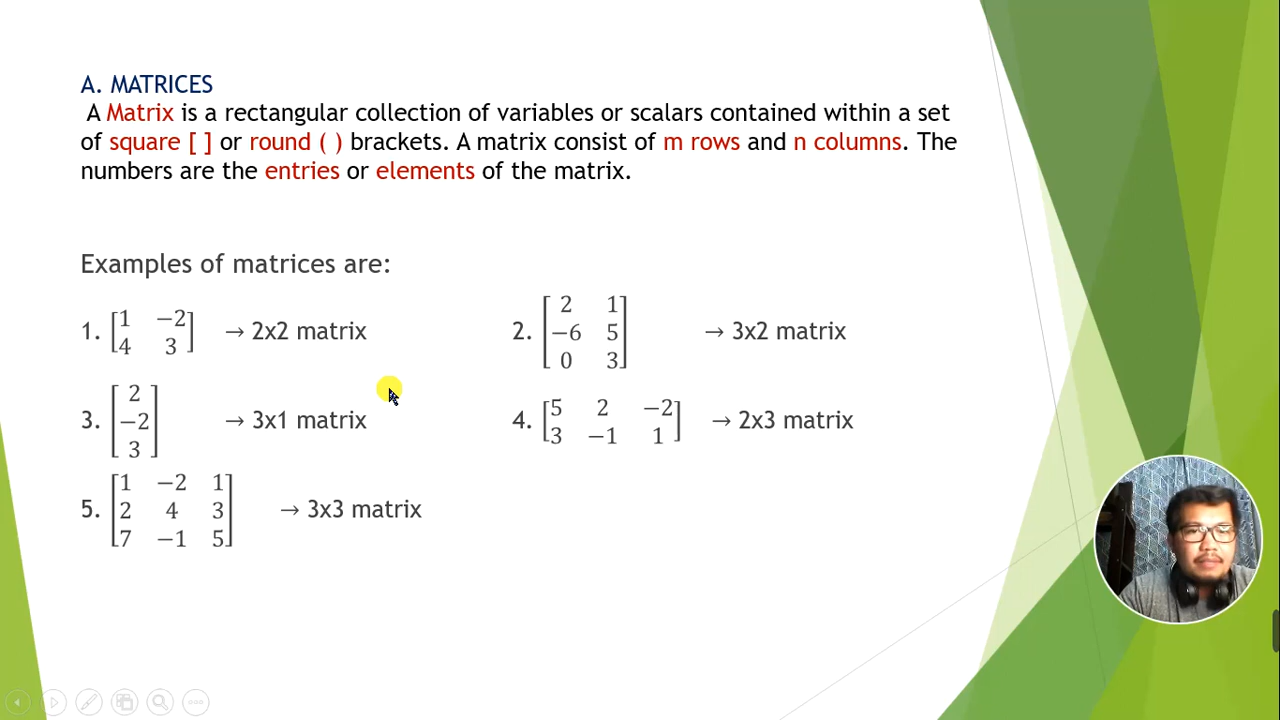 A. MATRICES
A Matrix is a rectangular collection of variables or scalars contained within a set
of square [ ] or round ( ) brackets. A matrix consist of m rows and n columns. The
numbers are the entries or elements of the matrix.
Examples of matrices are:
1. [1 −2
4 3] → 2x2 matrix
2. [2 1
−6 5
0 3] → 3x2 matrix
3. [2
−2
3] → 3x1 matrix
4. [5 2 −2
3 −1 1] → 2x3 matrix
5. [1 −2 1
2 4 3
7 −1 5] → 3x3 matrix